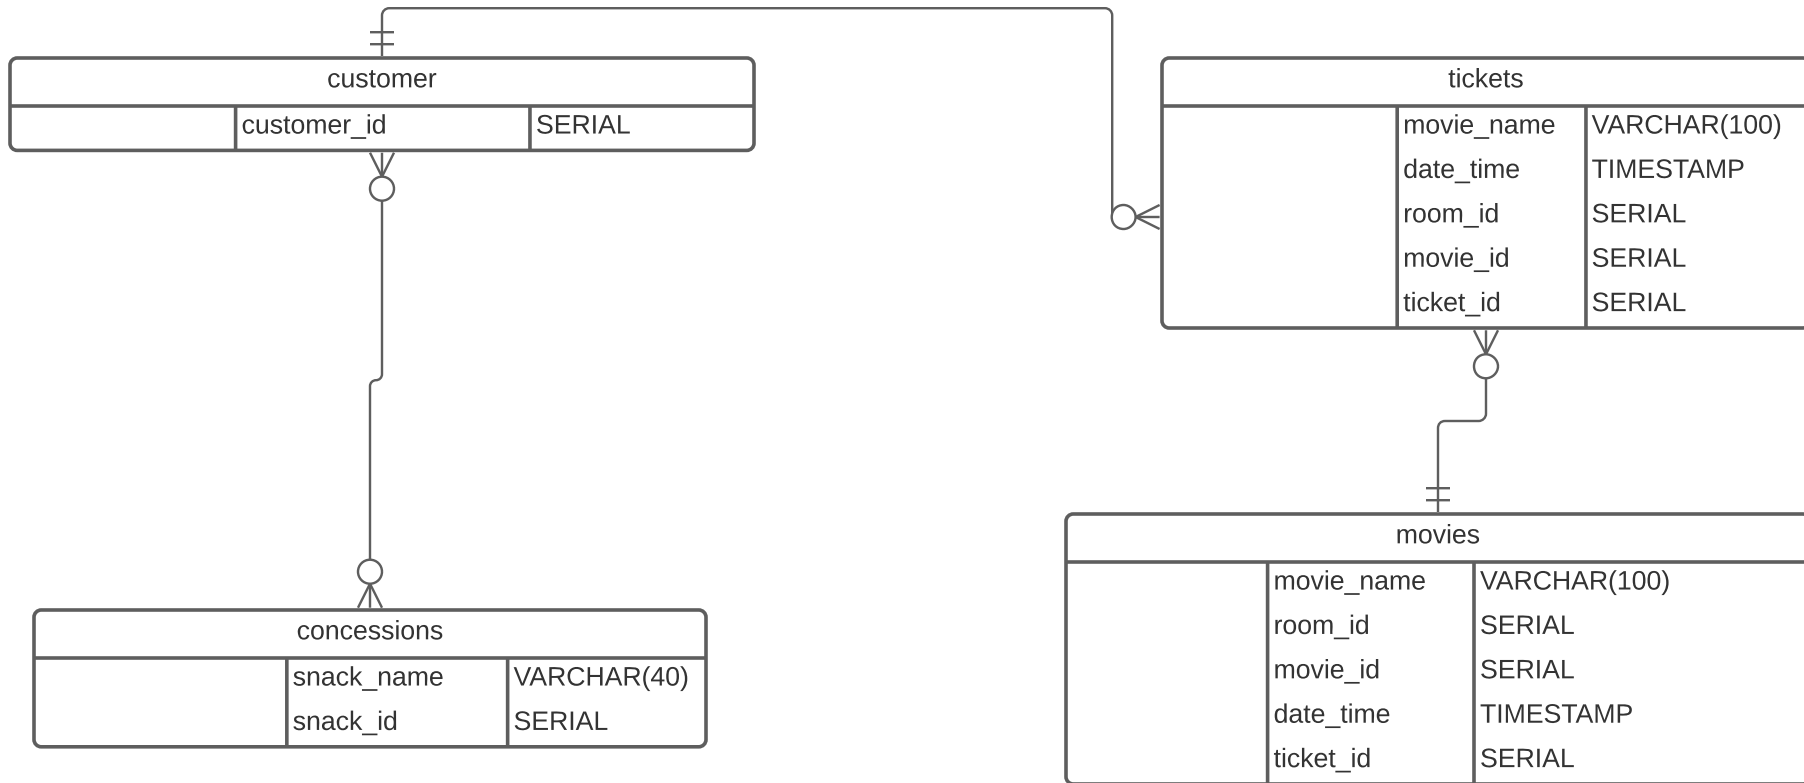 customer
customer_id SERIAL
tickets
movie_name VARCHAR(100)
date_time TIMESTAMP
room_id SERIAL
movie_id SERIAL
ticket_id SERIAL
concessions
snack_name VARCHAR(40)
snack_id SERIAL
movies
movie_name VARCHAR(100)
room_id SERIAL
movie_id SERIAL
date_time TIMESTAMP
ticket_id SERIAL